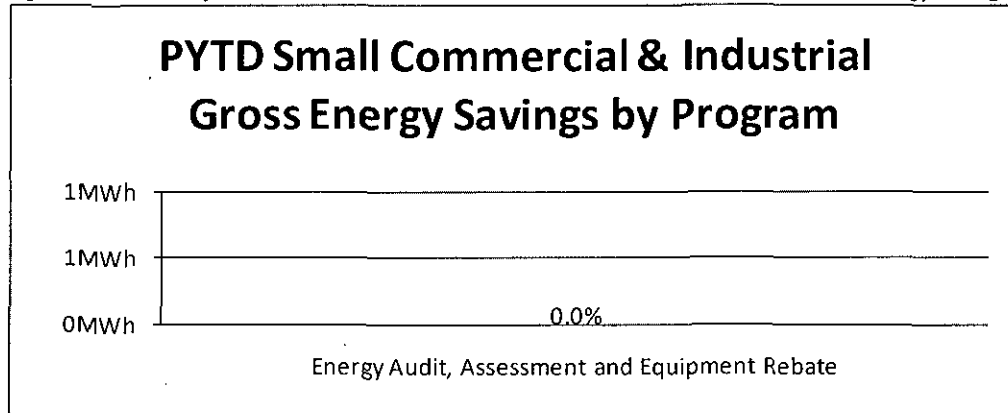 PYTD Small Commercial & Industrial
Gross Energy Savings by Program
1MWh
1MWh
0MWh
0.0%
Energy Audit, Assessment and Equipment Rebate